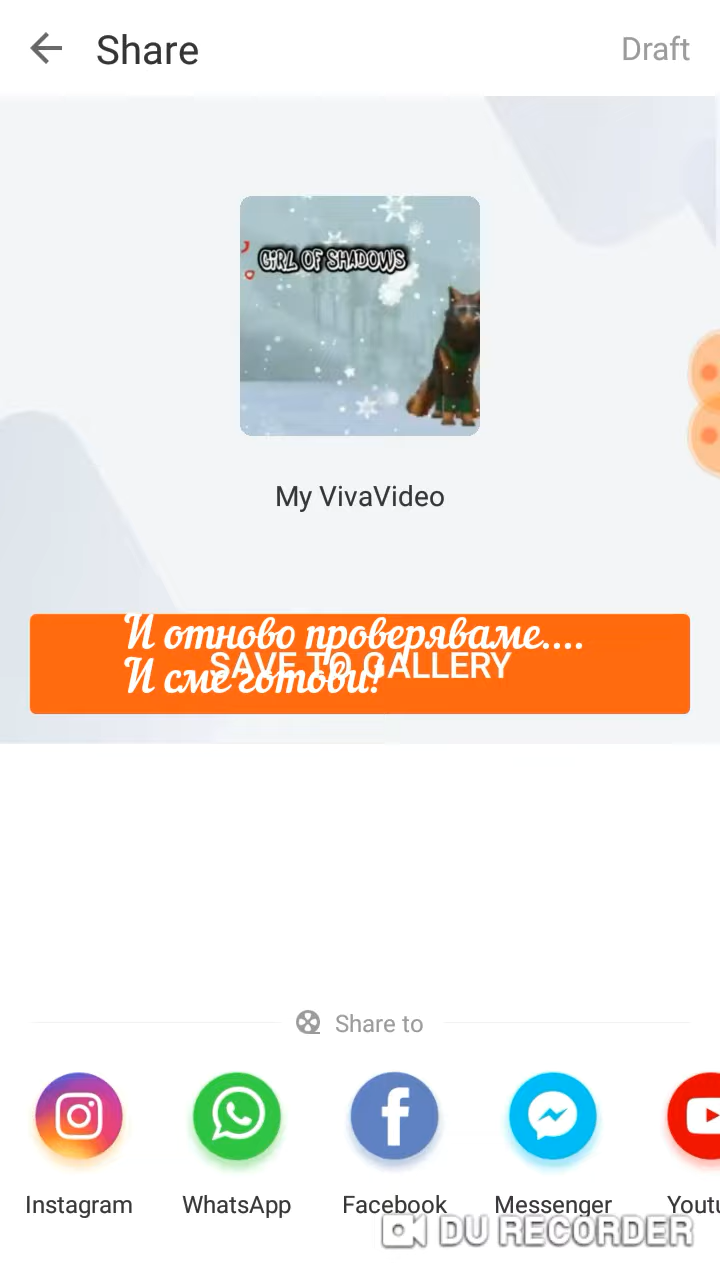 Share
Draft
GIRL OF SHADOWS
My VivaVideo
И отново проверяваме....
SAVE TO GALLERY
И сме готови!
Share to
Instagram
WhatsApp
Facebook
Messenger
Youtu
DU RECORDER